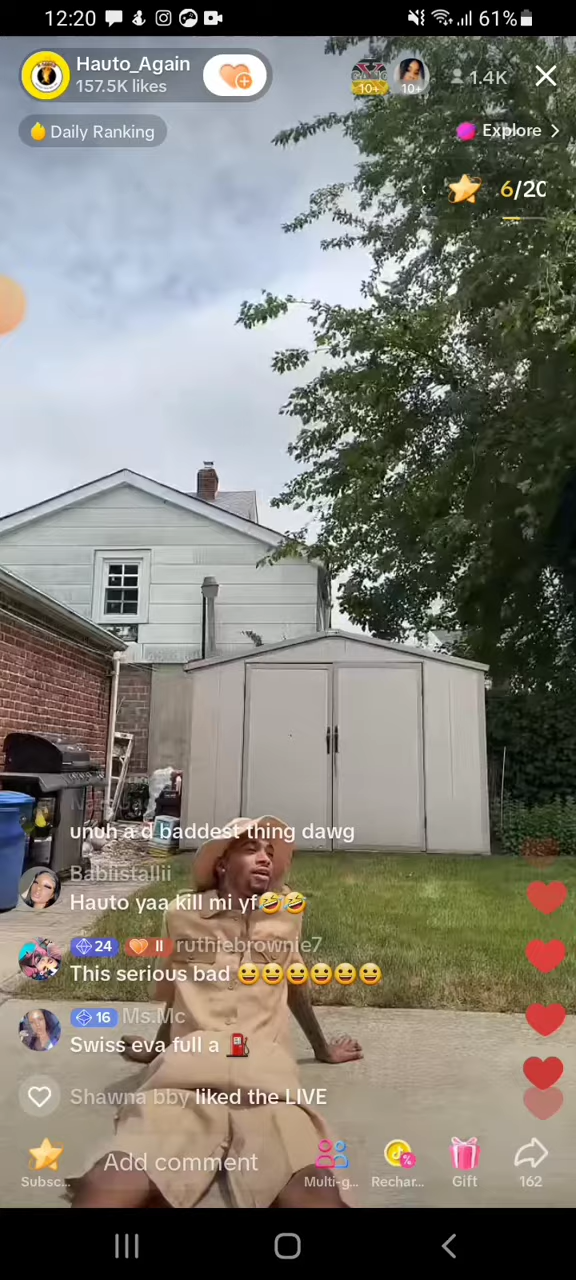 12:20
61%
Hauto_Again
157.5K likes
10+
10+
1.4K
Daily Ranking
Explore
.6/20
unuh a d baddest thing dawg
Bablistallii
Hauto yaa kill mi yf🤣🤣
24 II ruthiebrownie7
This serious bad 😄😄😄😄😄😄
16 Ms.Mc
Swiss eva full a ⛽
Shawna bby liked the LIVE
Add comment
Subsc...
Multi-g...
Rechar...
Gift
162